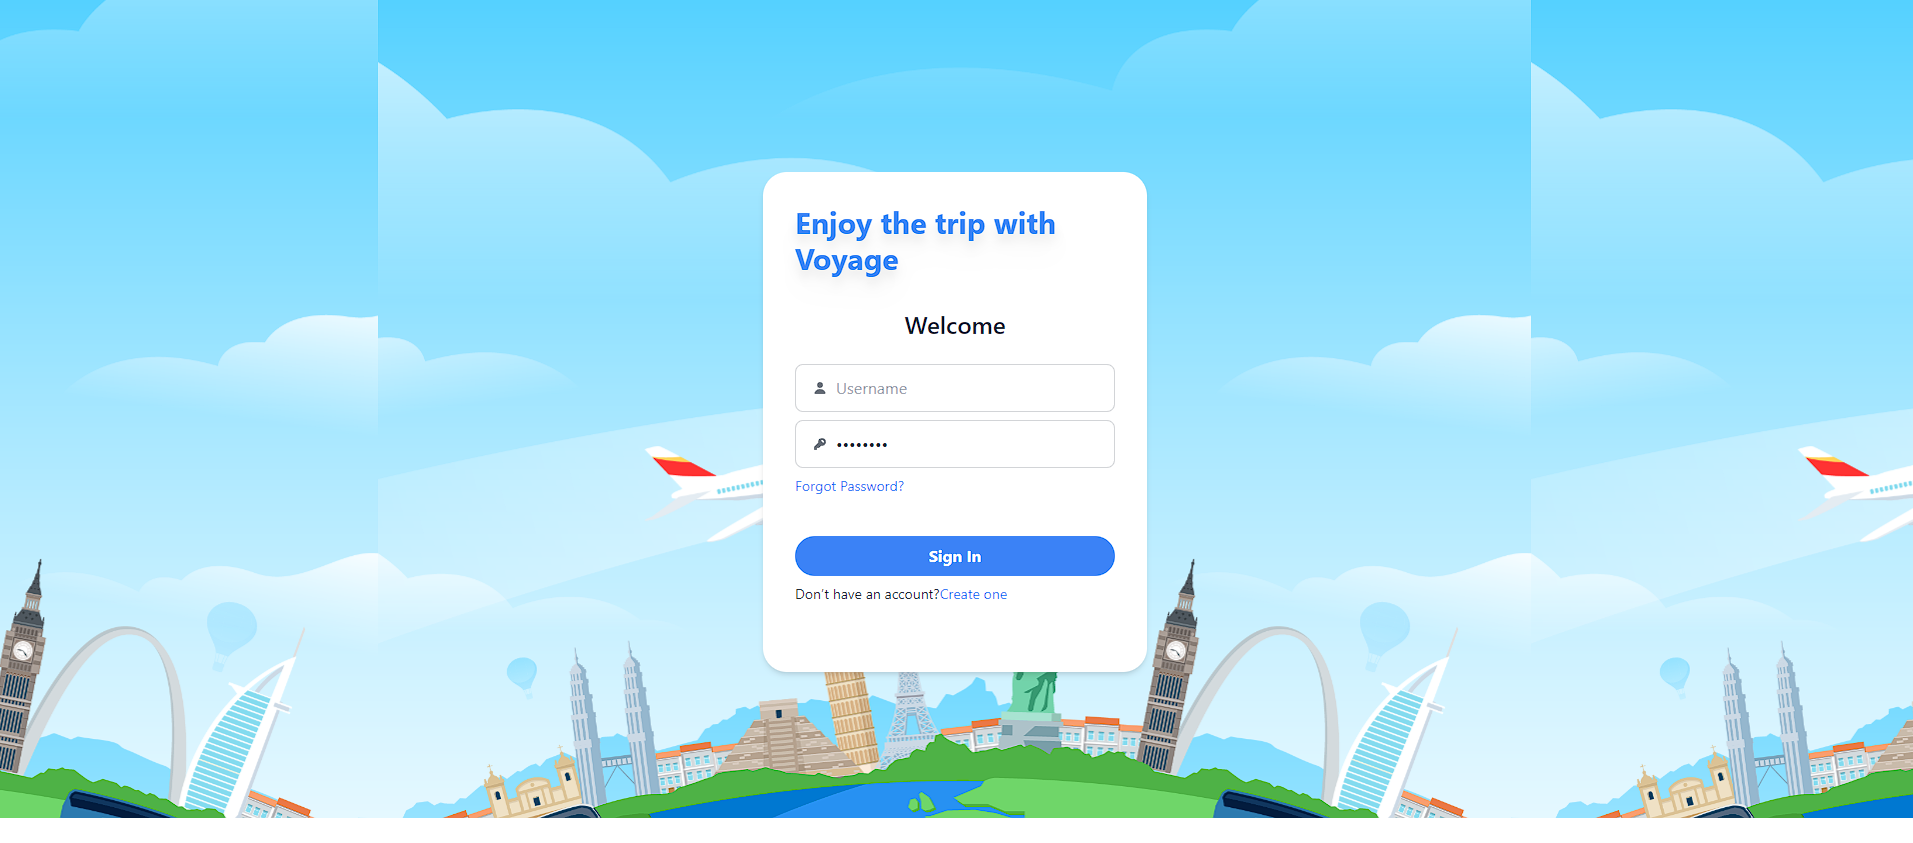 Enjoy the trip with
Voyage
Welcome
Username
••••••••
Forgot Password?
Sign In
Don't have an account?Create one